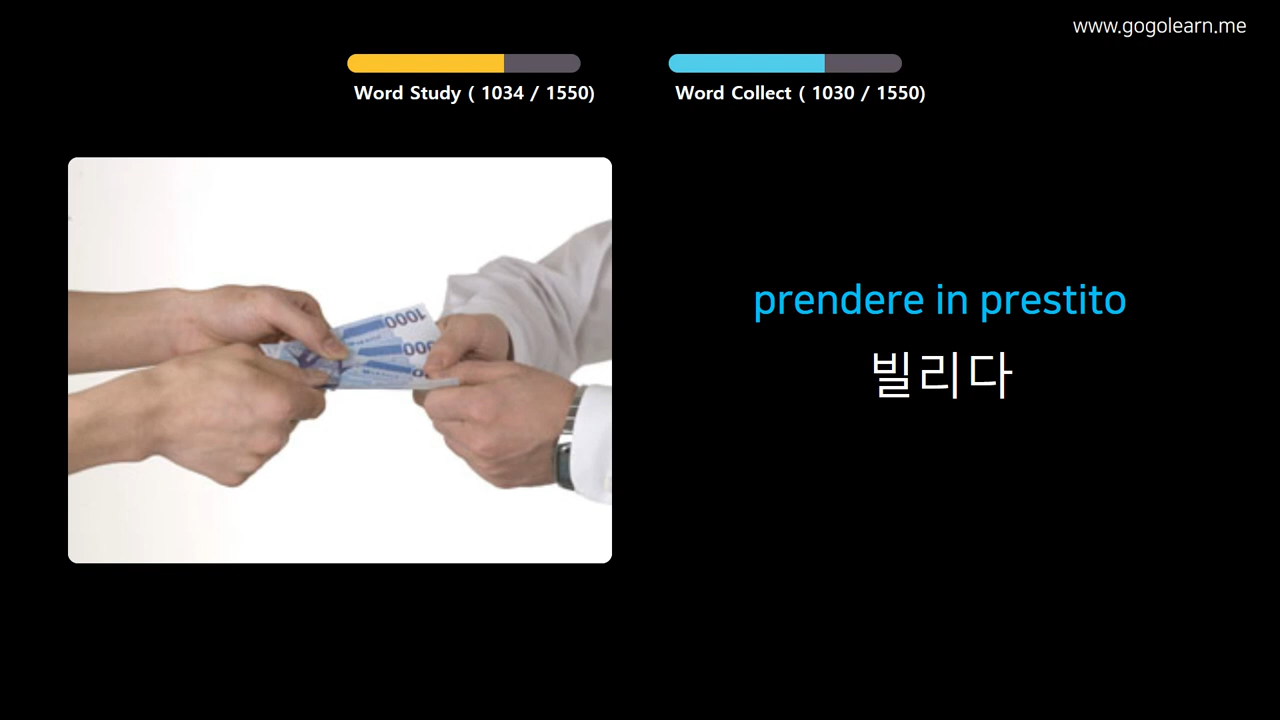 www.gogolearn.me
Word Study ( 1034 / 1550)
Word Collect ( 1030 / 1550)
1000
prendere in prestito
빌리다